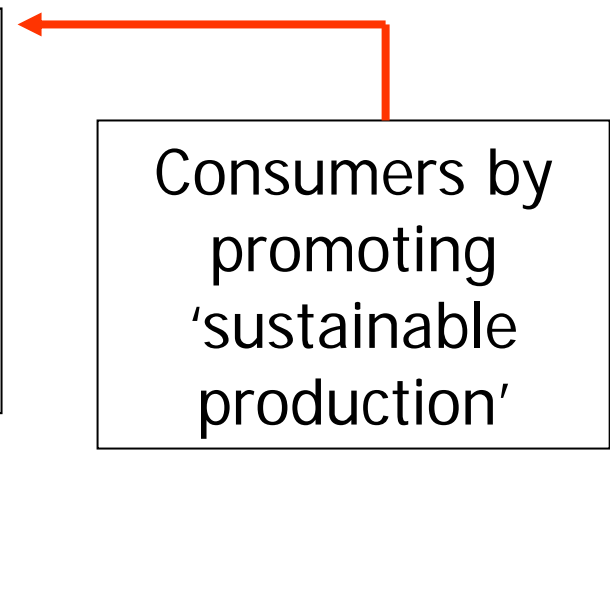 Consumers by
promoting
‘sustainable
production’